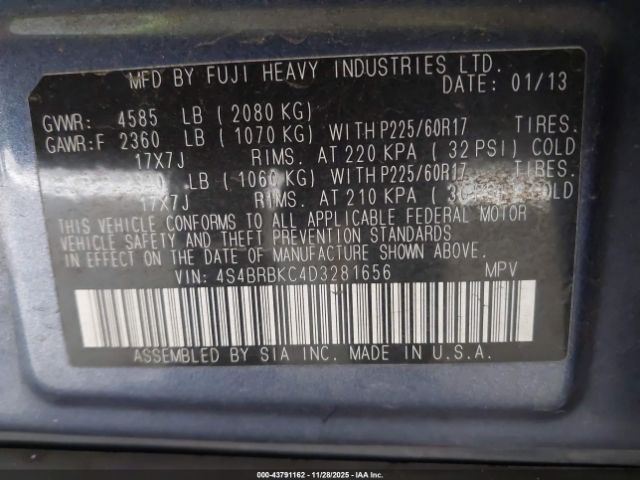 MFD BY FUJI HEAVY INDUSTRIES LTD.
DATE: 01/13
GVWR: 4585 LB (2080 KG)
GAWR:F 2360 LB (1070 KG) WITH P225/60R17 TIRES.
17X7J RIMS. AT 220 KPA (32 PSI) COLD
LB (1060 KG) WITH P225/60R17 TIRES.
17X7J RIMS. AT 210 KPA
THIS VEHICLE CONFORMS TO ALL APPLICABLE FEDERAL MOTOR
VEHICLE SAFETY AND THEFT PREVENTION STANDARDS
IN EFFECT ON THE DATE OF MANUFACTURE SHOWN ABOVE.
VIN: 4S4BRBKC4D3281656 MPV
ASSEMBLED BY SIA INC. MADE IN U.S.A.
000-43791162 - 11/28/2025 - IAAI.COM